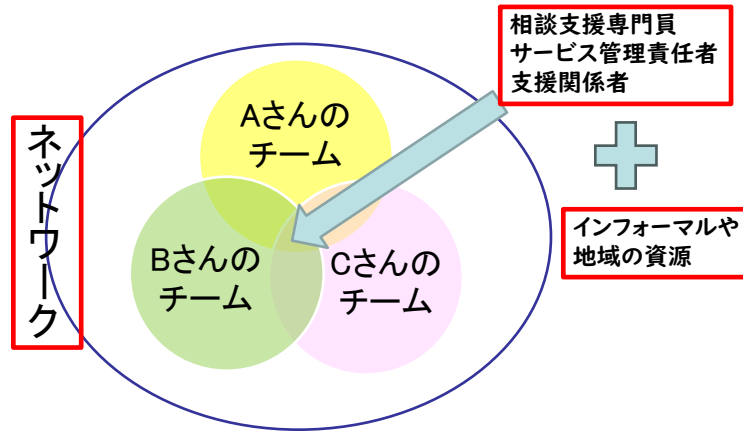 相談支援専門員
サービス管理責任者
支援関係者
Aさんの
チーム
ネットワーク
Bさんの
チーム
Cさんの
チーム
インフォーマルや
地域の資源